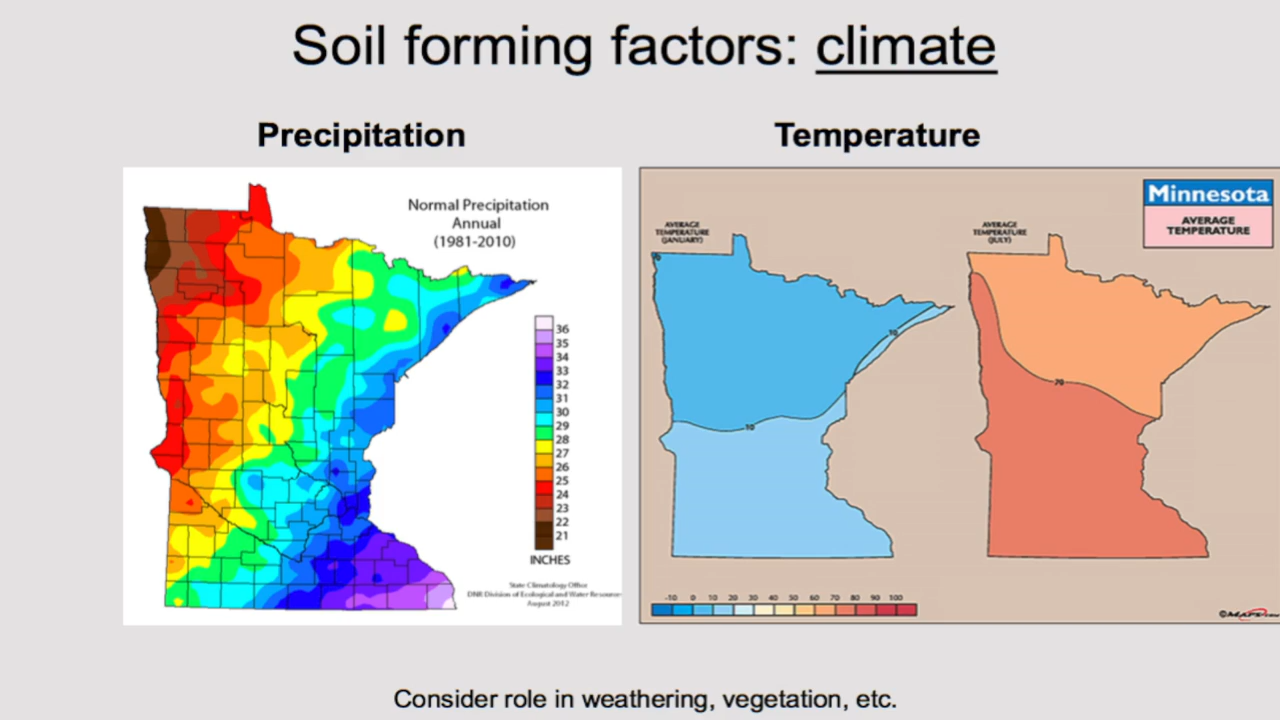 Soil forming factors: climate
Precipitation
Temperature
Normal Precipitation
Annual
(1981-2010)
36
35
34
33
32
31
30
29
28
27
26
25
24
23
22
21
INCHES
State Climatology Office
DNR Division of Ecological and Water Resources
August 2012
Minnesota
AVERAGE
TEMPERATURE
AVERAGE
TEMPERATURE
(JANUARY)
10
10
AVERAGE
TEMPERATURE
(JULY)
70
-10 0 10 20 30 40 50 60 70 80 90 100
Consider role in weathering, vegetation, etc.